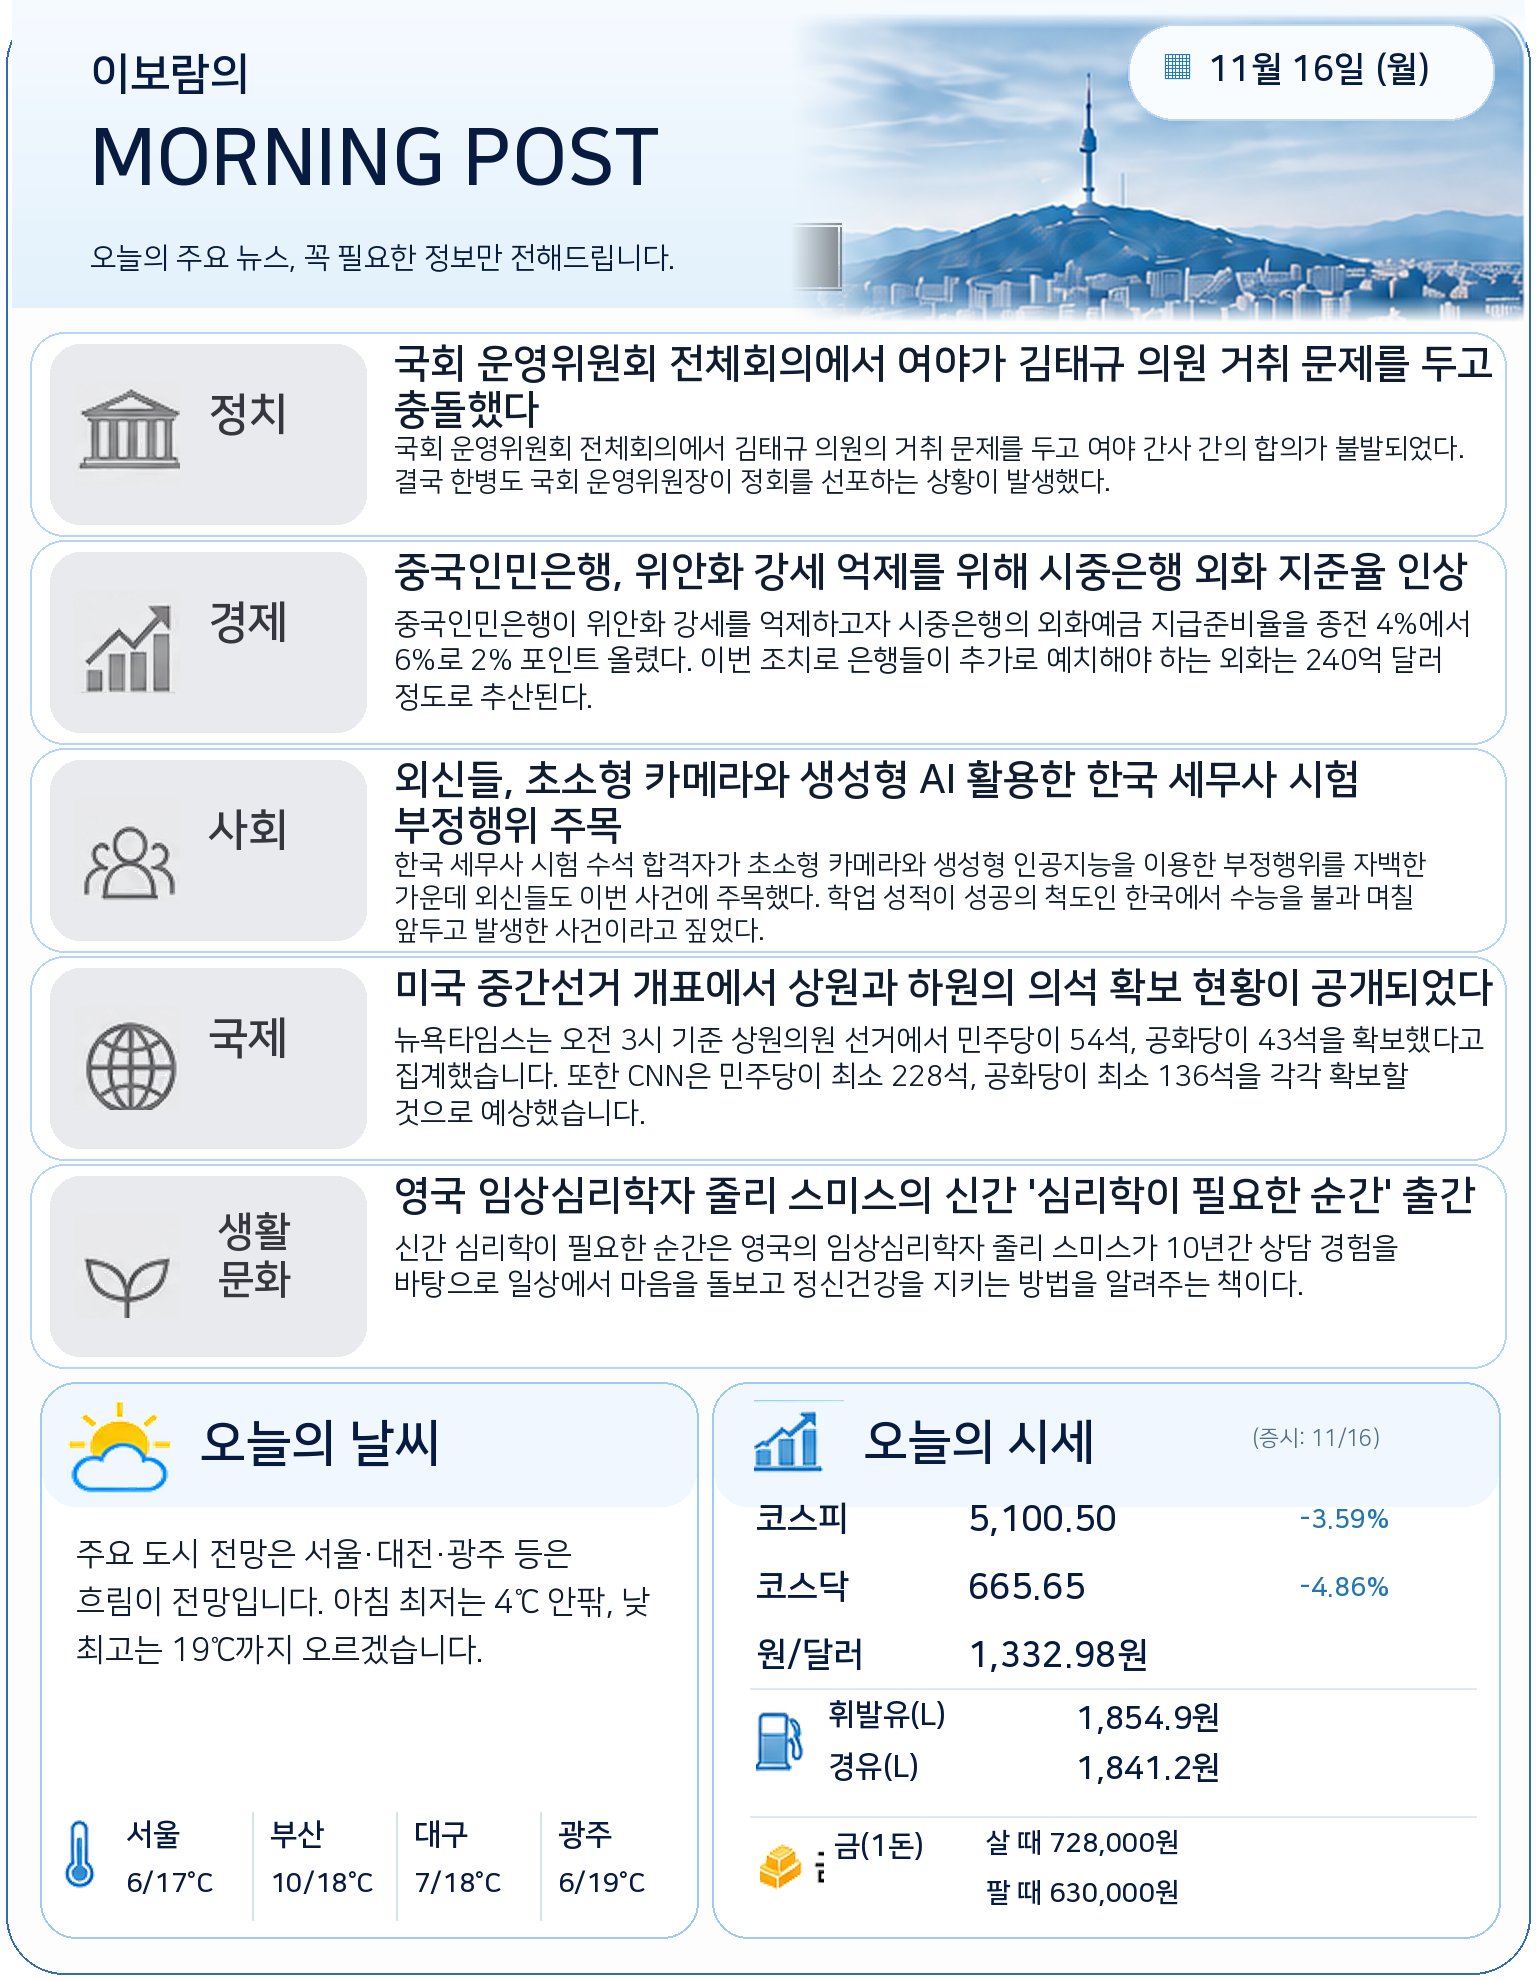 이보람의
MORNING POST
오늘의 주요 뉴스, 꼭 필요한 정보만 전해드립니다.
11월 16일 (월)
정치
국회 운영위원회 전체회의에서 여야가 김태규 의원 거취 문제를 두고
충돌했다
국회 운영위원회 전체회의에서 김태규 의원의 거취 문제를 두고 여야 간사 간의 합의가 불발되었다.
결국 한병도 국회 운영위원장이 정회를 선포하는 상황이 발생했다.
경제
중국인민은행, 위안화 강세 억제를 위해 시중은행 외화 지준율 인상
중국인민은행이 위안화 강세를 억제하고자 시중은행의 외화예금 지급준비율을 종전 4%에서
6%로 2% 포인트 올렸다. 이번 조치로 은행들이 추가로 예치해야 하는 외화는 240억 달러
정도로 추산된다.
사회
외신들, 초소형 카메라와 생성형 AI 활용한 한국 세무사 시험
부정행위 주목
한국 세무사 시험 수석 합격자가 초소형 카메라와 생성형 인공지능을 이용한 부정행위를 자백한
가운데 외신들도 이번 사건에 주목했다. 학업 성적이 성공의 척도인 한국에서 수능을 불과 며칠
앞두고 발생한 사건이라고 짚었다.
국제
미국 중간선거 개표에서 상원과 하원의 의석 확보 현황이 공개되었다
뉴욕타임스는 오전 3시 기준 상원의원 선거에서 민주당이 54석, 공화당이 43석을 확보했다고
집계했습니다. 또한 CNN은 민주당이 최소 228석, 공화당이 최소 136석을 각각 확보할
것으로 예상했습니다.
생활
문화
영국 임상심리학자 줄리 스미스의 신간 '심리학이 필요한 순간' 출간
신간 심리학이 필요한 순간은 영국의 임상심리학자 줄리 스미스가 10년간 상담 경험을
바탕으로 일상에서 마음을 돌보고 정신건강을 지키는 방법을 알려주는 책이다.
오늘의 날씨
주요 도시 전망은 서울·대전·광주 등은
흐림이 전망입니다. 아침 최저는 4℃ 안팎, 낮
최고는 19℃까지 오르겠습니다.
서울 부산 대구 광주
6/17°C 10/18°C 7/18°C 6/19°C
오늘의 시세 (증시: 11/16)
코스피 5,100.50 -3.59%
코스닥 665.65 -4.86%
원/달러 1,332.98원
휘발유(L) 1,854.9원
경유(L) 1,841.2원
금(1돈) 살 때 728,000원
팔 때 630,000원